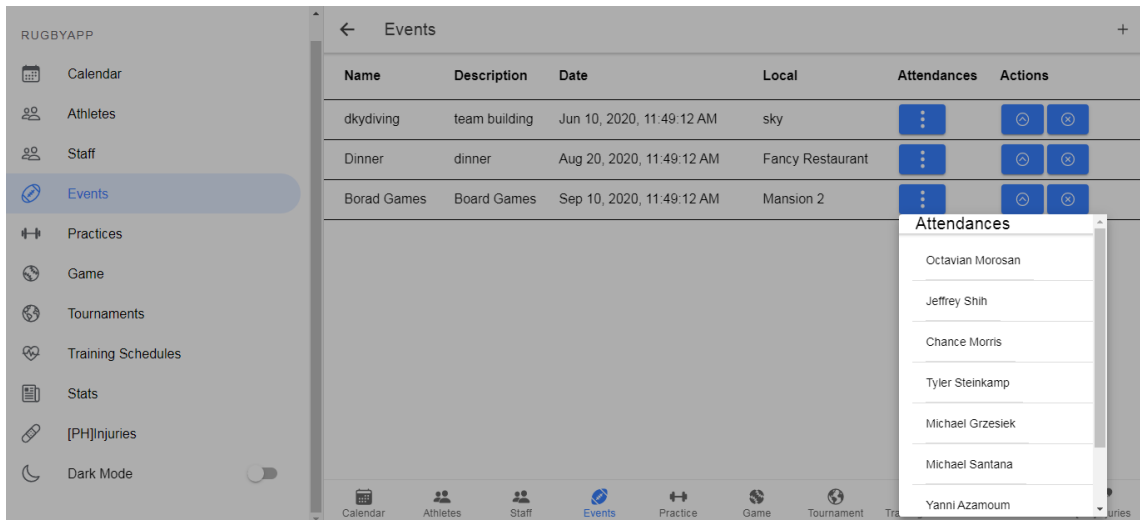 RUGBYAPP
Calendar
Athletes
Staff
Events
Practices
Game
Tournaments
Training Schedules
Stats
[PH]Injuries
Dark Mode
Events
Name Description Date Local Attendances Actions
dkydiving team building Jun 10, 2020, 11:49:12 AM sky
Dinner dinner Aug 20, 2020, 11:49:12 AM Fancy Restaurant
Borad Games Board Games Sep 10, 2020, 11:49:12 AM Mansion 2
Attendances
Octavian Morosan
Jeffrey Shih
Chance Morris
Tyler Steinkamp
Michael Grzesiek
Michael Santana
Yanni Azamoum
Calendar Athletes Staff Events Practice Game Tournament